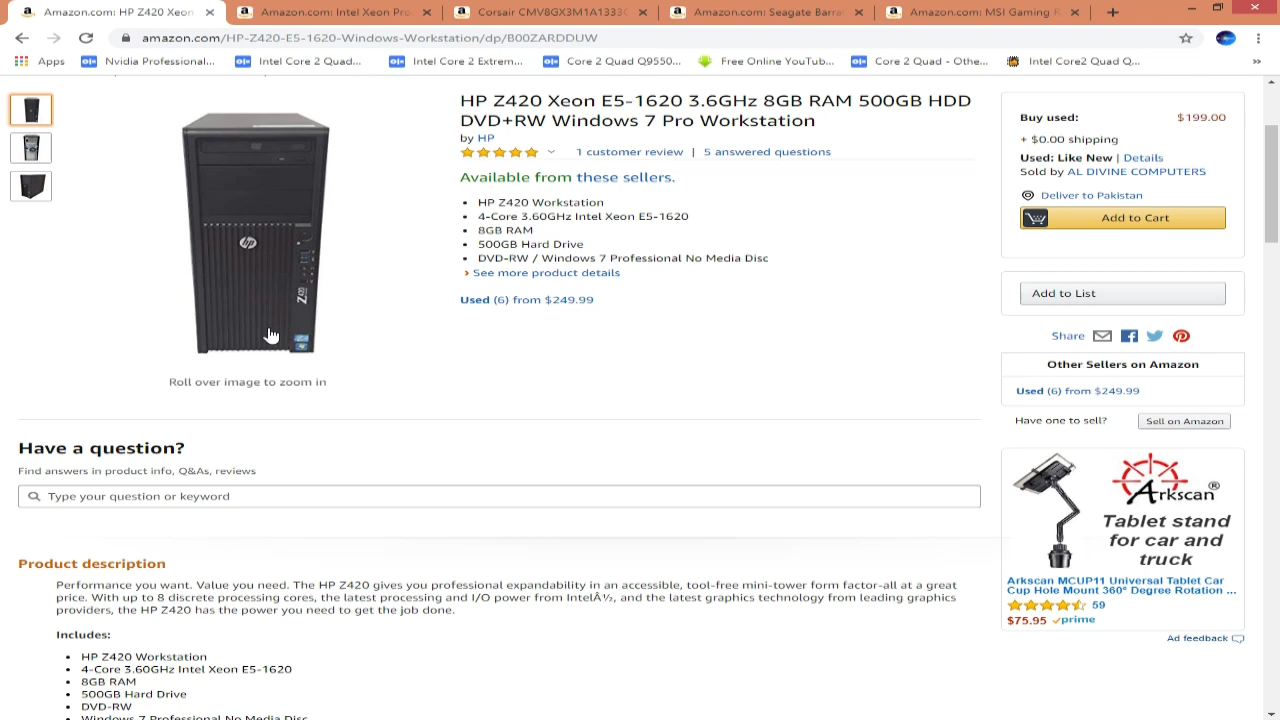 Amazon.com: HP Z420 Xeon
Amazon.com: Intel Xeon Pro
Corsair CMV8GX3M1A1333C
Amazon.com: Seagate Barra
Amazon.com: MSI Gaming R
amazon.com/HP-Z420-E5-1620-Windows-Workstation/dp/B00ZARDDUW
Apps
Nvidia Professional...
Intel Core 2 Quad...
Intel Core 2 Extrem...
Core 2 Quad Q9550...
Free Online YouTub...
Core 2 Quad - Othe...
Intel Core2 Quad Q...
HP Z420 Xeon E5-1620 3.6GHz 8GB RAM 500GB HDD
DVD+RW Windows 7 Pro Workstation
by HP
1 customer review | 5 answered questions
Available from these sellers.
HP Z420 Workstation
4-Core 3.60GHz Intel Xeon E5-1620
8GB RAM
500GB Hard Drive
DVD-RW / Windows 7 Professional No Media Disc
› See more product details
Used (6) from $249.99
hp
Z420
Roll over image to zoom in
Buy used: $199.00
+ $0.00 shipping
Used: Like New | Details
Sold by AL DIVINE COMPUTERS
Deliver to Pakistan
Add to Cart
Add to List
Share
Other Sellers on Amazon
Used (6) from $249.99
Have one to sell? Sell on Amazon
Arkscan®
Tablet stand
for car and
truck
Arkscan MCUP11 Universal Tablet Car
Cup Hole Mount 360° Degree Rotation ...
59
$75.95 prime
Ad feedback
Have a question?
Find answers in product info, Q&As, reviews
Type your question or keyword
Product description
Performance you want. Value you need. The HP Z420 gives you professional expandability in an accessible, tool-free mini-tower form factor-all at a great
price. With up to 8 discrete processing cores, the latest processing and I/O power from IntelÂ½, and the latest graphics technology from leading graphics
providers, the HP Z420 has the power you need to get the job done.
Includes:
HP Z420 Workstation
4-Core 3.60GHz Intel Xeon E5-1620
8GB RAM
500GB Hard Drive
DVD-RW
Windows 7 Professional No Media Disc